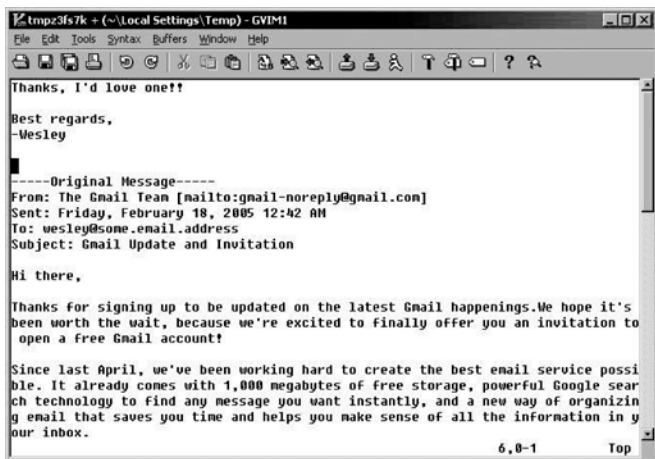 tmpz3fs7k + (~\Local Settings\Temp) - GVIM1
File Edit Tools Syntax Buffers Window Help
Thanks, I'd love one!!
Best regards,
-Wesley
-----Original Message-----
From: The Gmail Team [mailto:gmail-noreply@gmail.com]
Sent: Friday, February 18, 2005 12:42 AM
To: wesley@some.email.address
Subject: Gmail Update and Invitation
Hi there,
Thanks for signing up to be updated on the latest Gmail happenings.We hope it's
been worth the wait, because we're excited to finally offer you an invitation to
open a free Gmail account!
Since last April, we've been working hard to create the best email service possi
ble. It already comes with 1,000 megabytes of free storage, powerful Google sear
ch technology to find any message you want instantly, and a new way of organizin
g email that saves you time and helps you make sense of all the information in y
our inbox.
6,0-1 Top